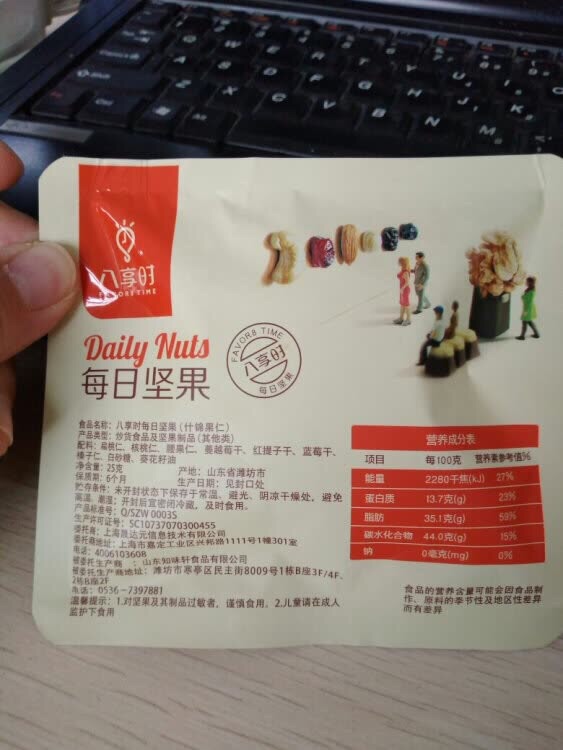 八享时
FAVOR8 TIME
Daily Nuts
每日坚果
FAVOR8 TIME
八享时
每日坚果
食品名称：八享时每日坚果（什锦果仁）
产品类型：炒货食品及坚果制品（其他类）
配料：扁桃仁、核桃仁、腰果仁、蔓越莓干、红提子干、蓝莓干、
榛子仁、白砂糖、葵花籽油
净含量：25克 产地：山东省潍坊市
保质期：6个月 生产日期：见封口处
贮存条件：未开封状态下保存于常温、避光、阴凉干燥处，避免
高温、潮湿；开封后宜密闭冷藏，及时食用。
产品标准号：Q/SZW 0003S
生产许可证号：SC10737070300455
委托商：上海晟达元信息技术有限公司
委托商地址：上海市嘉定工业区兴邦路1111号1幢301室
电话：4006103608
被委托生产商：山东知味轩食品有限公司
被委托生产商地址：潍坊市寒亭区民主街8009号1栋B座3F/4F、
2栋B座2F
电话：0536-7397881
温馨提示：1.对坚果及其制品过敏者，谨慎食用。2.儿童请在成人
监护下食用
营养成分表
项目 每100克 营养素参考值%
能量 2280千焦(kJ) 27%
蛋白质 13.7克(g) 23%
脂肪 35.1克(g) 59%
碳水化合物 44.0克(g) 15%
钠 0毫克(mg) 0%
食品的营养含量可能会因食品制
作、原料的季节性及地区性差异
而有差异